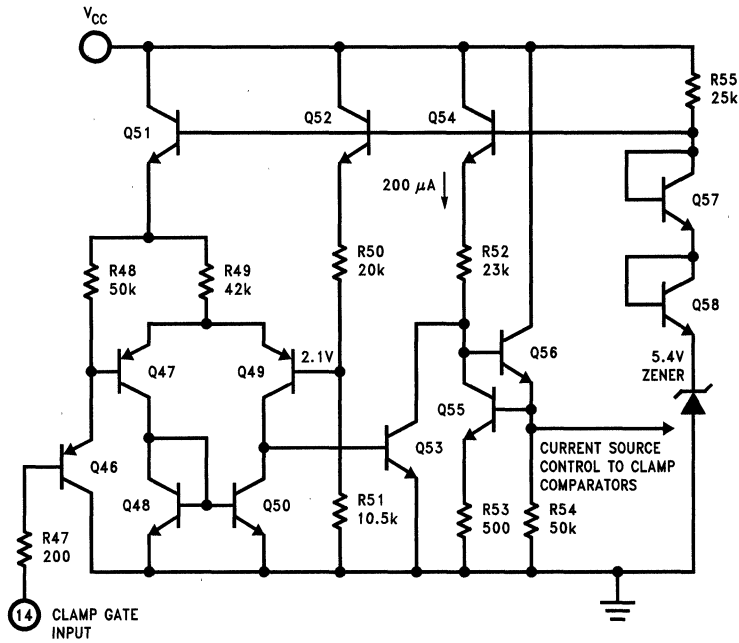 VCC
R55
25k
Q51
Q52
Q54
200 μA
Q57
R48
50k
R49
42k
R50
20k
R52
23k
Q58
2.1V
Q47
Q49
Q56
5.4V
ZENER
Q55
Q46
Q53
CURRENT SOURCE
CONTROL TO CLAMP
COMPARATORS
Q48
Q50
R51
10.5k
R53
500
R54
50k
R47
200
14 CLAMP GATE
INPUT